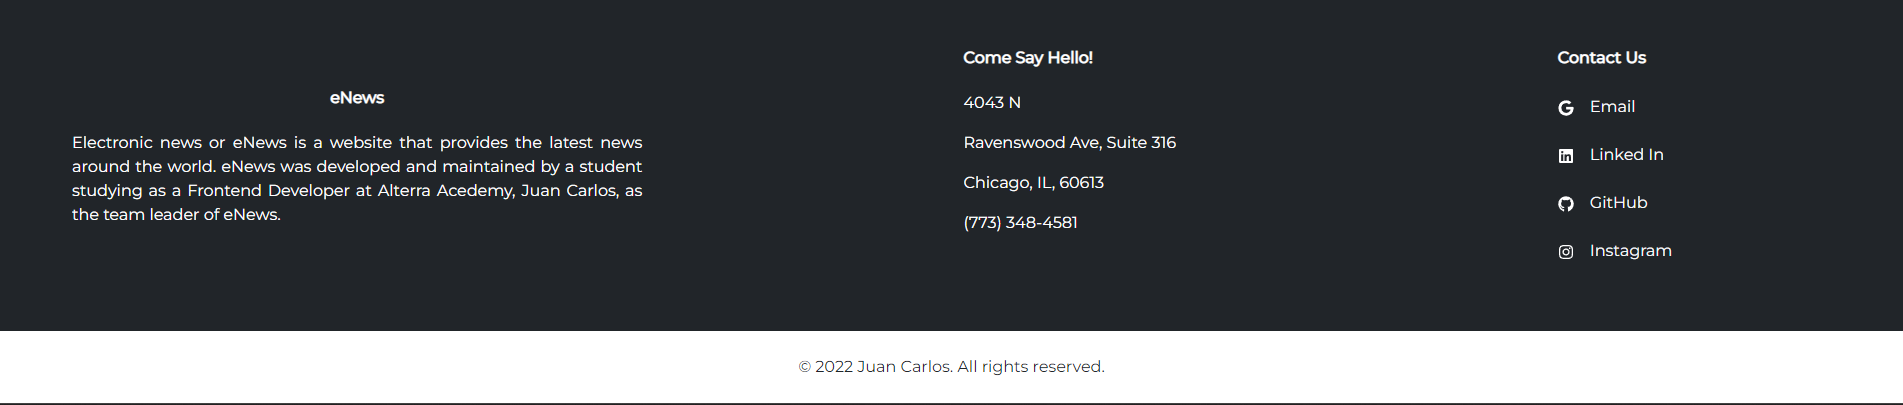 eNews
Electronic news or eNews is a website that provides the latest news
around the world. eNews was developed and maintained by a student
studying as a Frontend Developer at Alterra Acedemy, Juan Carlos, as
the team leader of eNews.
Come Say Hello!
4043 N
Ravenswood Ave, Suite 316
Chicago, IL, 60613
(773) 348-4581
Contact Us
Email
Linked In
GitHub
Instagram
© 2022 Juan Carlos. All rights reserved.